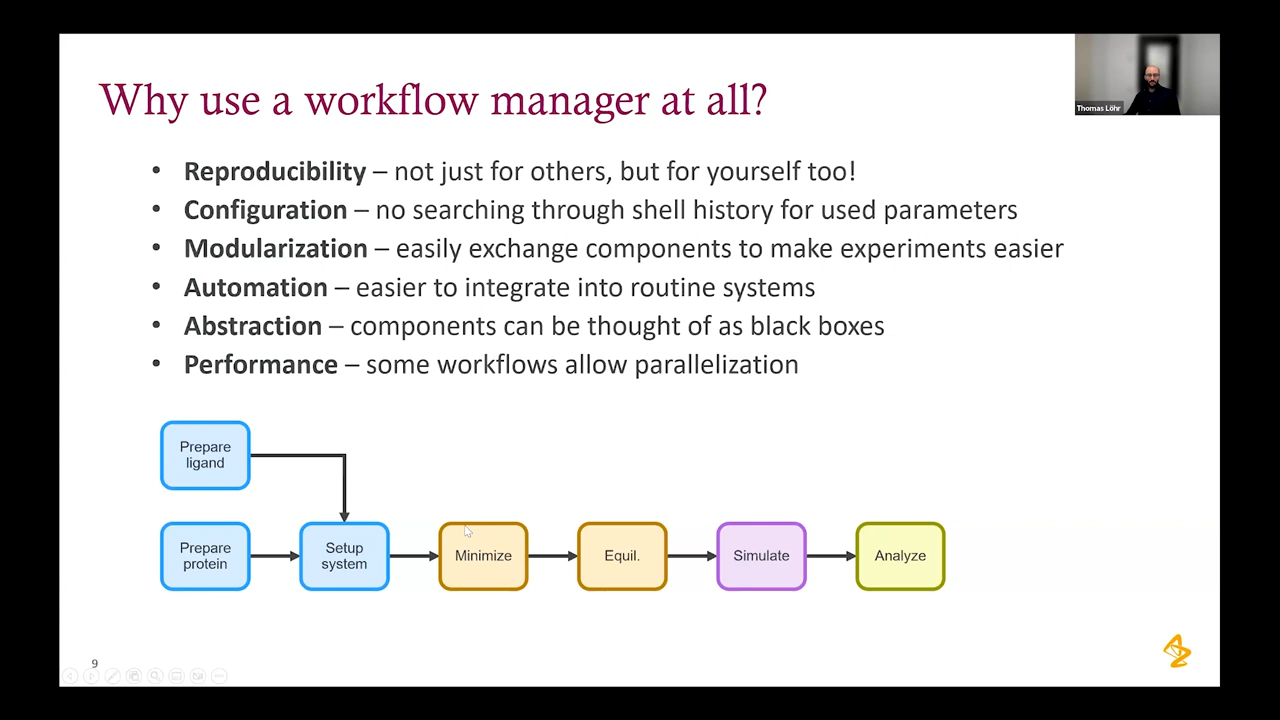 Why use a workflow manager at all?
Thomas Löhr
• Reproducibility – not just for others, but for yourself too!
• Configuration – no searching through shell history for used parameters
• Modularization – easily exchange components to make experiments easier
• Automation – easier to integrate into routine systems
• Abstraction – components can be thought of as black boxes
• Performance – some workflows allow parallelization
Prepare
ligand
Prepare
protein
Setup
system
Minimize
Equil.
Simulate
Analyze
9